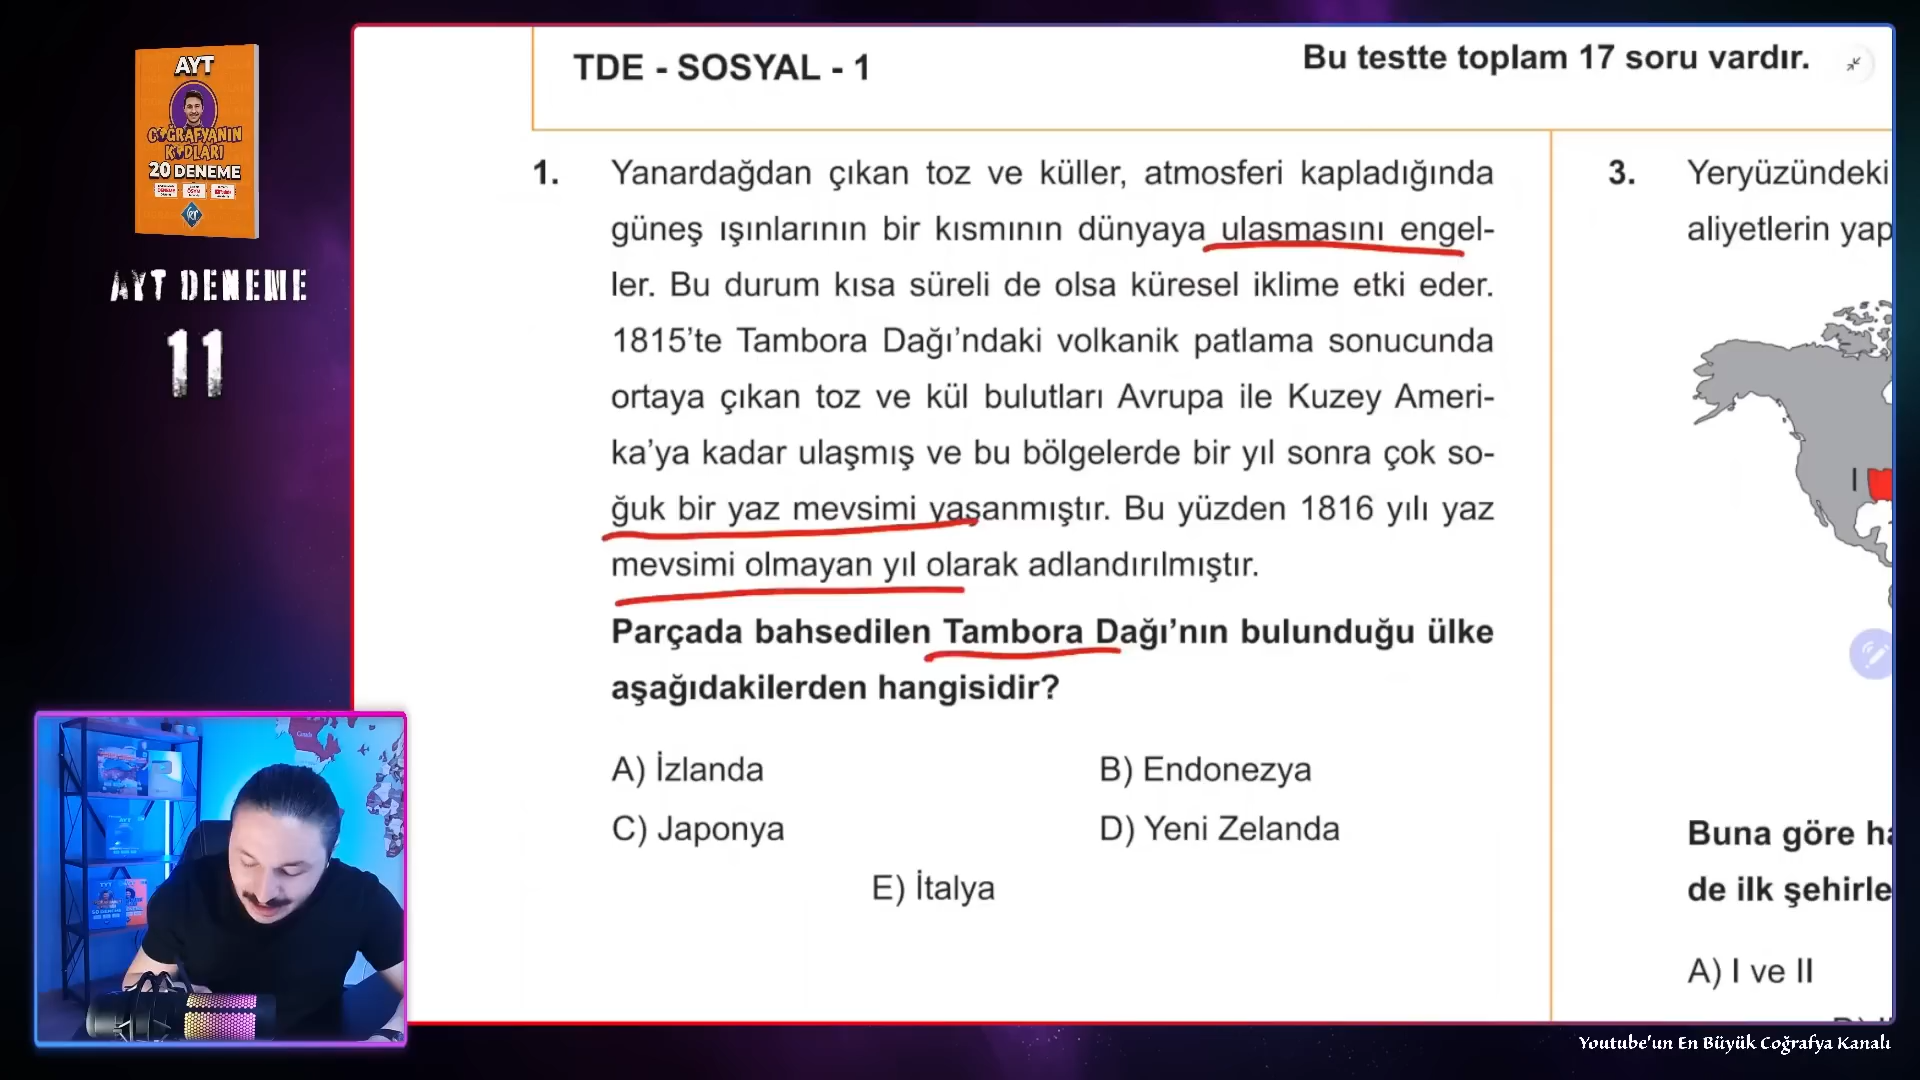 AYT
COĞRAFYANIN
KODLARI
20 DENEME
AYT DENEME
11
TDE - SOSYAL - 1
Bu testte toplam 17 soru vardır.
1. Yanardağdan çıkan toz ve küller, atmosferi kapladığında
güneş ışınlarının bir kısmının dünyaya ulaşmasını engel-
ler. Bu durum kısa süreli de olsa küresel iklime etki eder.
1815’te Tambora Dağı’ndaki volkanik patlama sonucunda
ortaya çıkan toz ve kül bulutları Avrupa ile Kuzey Ameri-
ka’ya kadar ulaşmış ve bu bölgelerde bir yıl sonra çok so-
ğuk bir yaz mevsimi yaşanmıştır. Bu yüzden 1816 yılı yaz
mevsimi olmayan yıl olarak adlandırılmıştır.
Parçada bahsedilen Tambora Dağı’nın bulunduğu ülke
aşağıdakilerden hangisidir?
A) İzlanda
B) Endonezya
C) Japonya
D) Yeni Zelanda
E) İtalya
3. Yeryüzündeki
aliyetlerin yap
I
Buna göre ha
de ilk şehirle
A) I ve II
Canada
Youtube'un En Büyük Coğrafya Kanalı